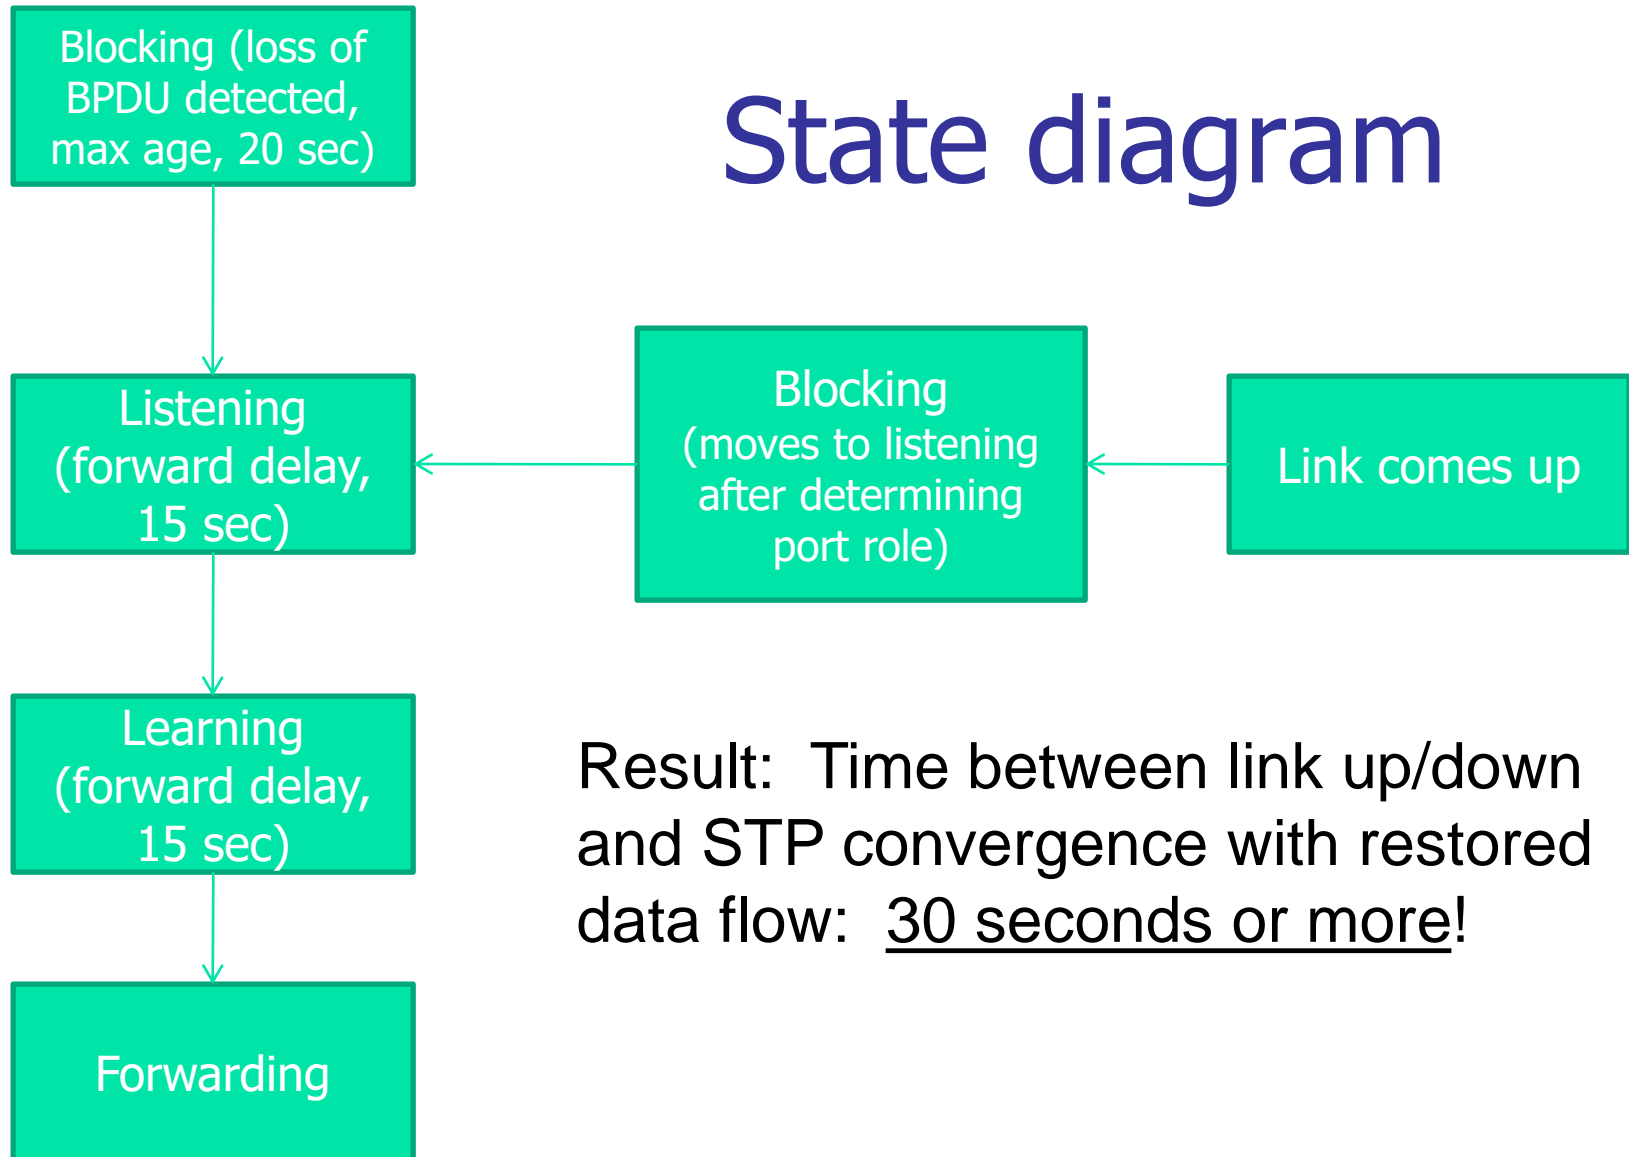 Blocking (loss of
BPDU detected,
max age, 20 sec)
State diagram
Listening
(forward delay,
15 sec)
Blocking
(moves to listening
after determining
port role)
Link comes up
Learning
(forward delay,
15 sec)
Result:  Time between link up/down
and STP convergence with restored
data flow:  30 seconds or more!
Forwarding